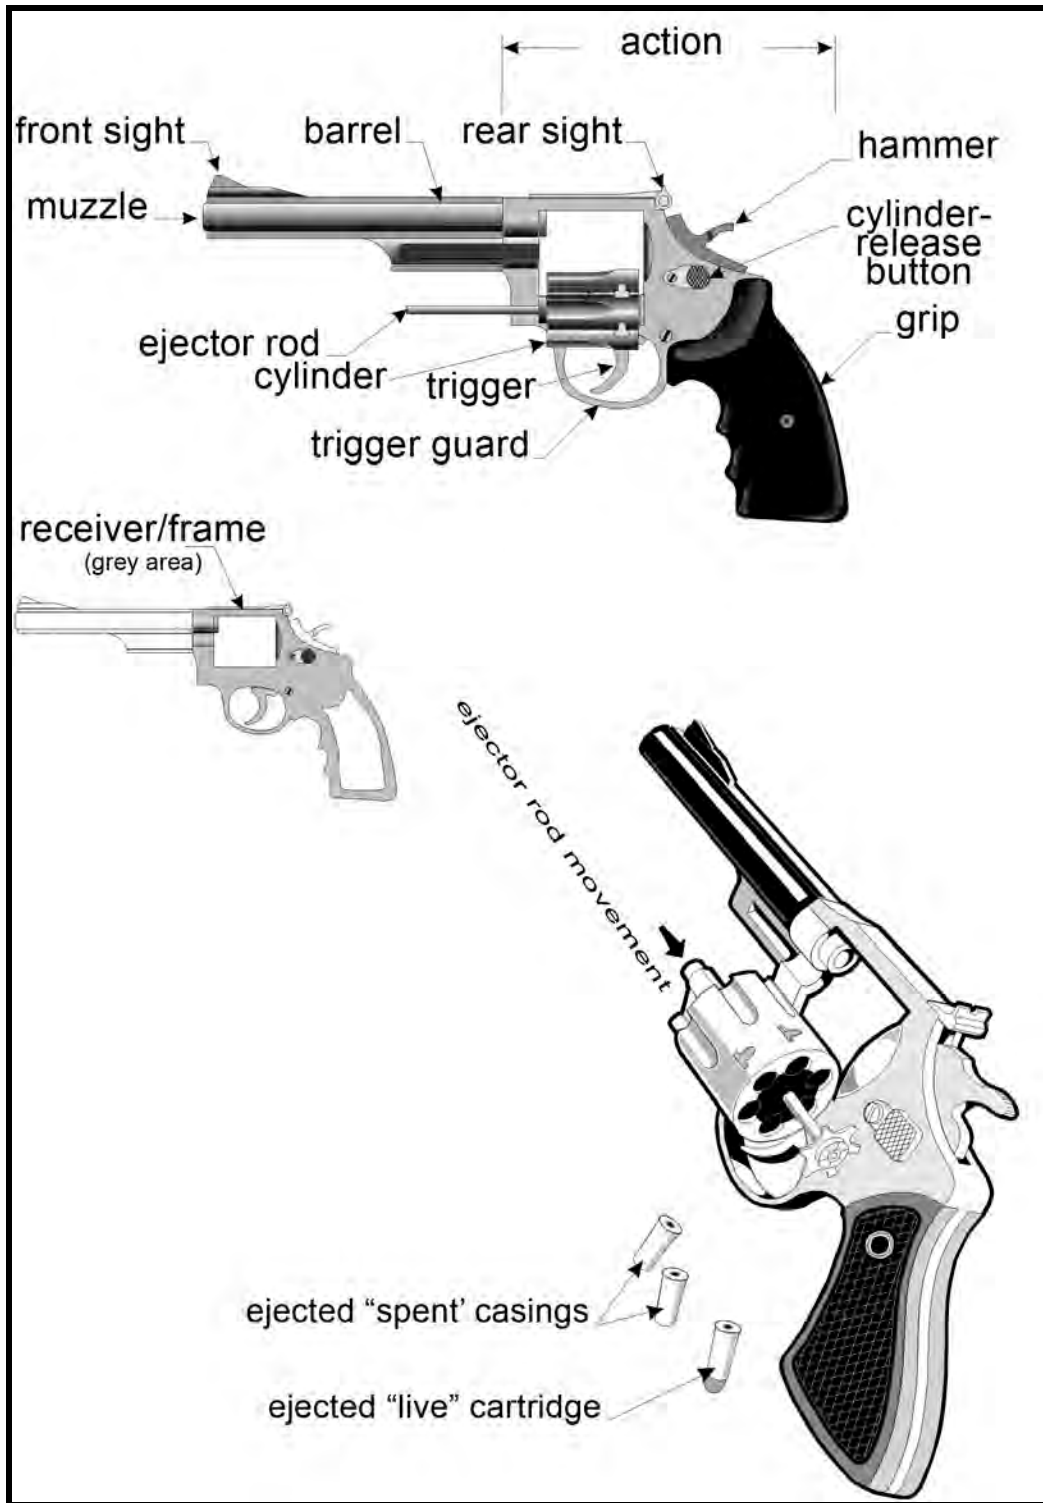 action
front sight
barrel
rear sight
hammer
muzzle
cylinder-
release
button
ejector rod
cylinder
trigger
grip
trigger guard
receiver/frame
(grey area)
ejector rod movement
ejected “spent’ casings
ejected “live” cartridge